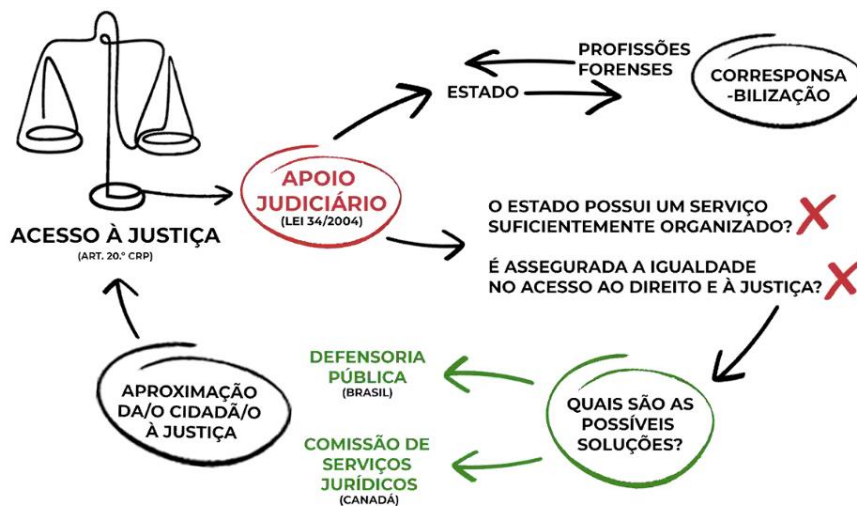 PROFISSÕES
FORENSES
ESTADO
CORRESPONSA
-BILIZAÇÃO
APOIO
JUDICIÁRIO
(LEI 34/2004)
ACESSO À JUSTIÇA
(ART. 20.º CRP)
O ESTADO POSSUI UM SERVIÇO
SUFICIENTEMENTE ORGANIZADO?
É ASSEGURADA A IGUALDADE
NO ACESSO AO DIREITO E À JUSTIÇA?
QUAIS SÃO AS
POSSÍVEIS
SOLUÇÕES?
DEFENSORIA
PÚBLICA
(BRASIL)
COMISSÃO DE
SERVIÇOS
JURÍDICOS
(CANADÁ)
APROXIMAÇÃO
DA/O CIDADÃ/O
À JUSTIÇA